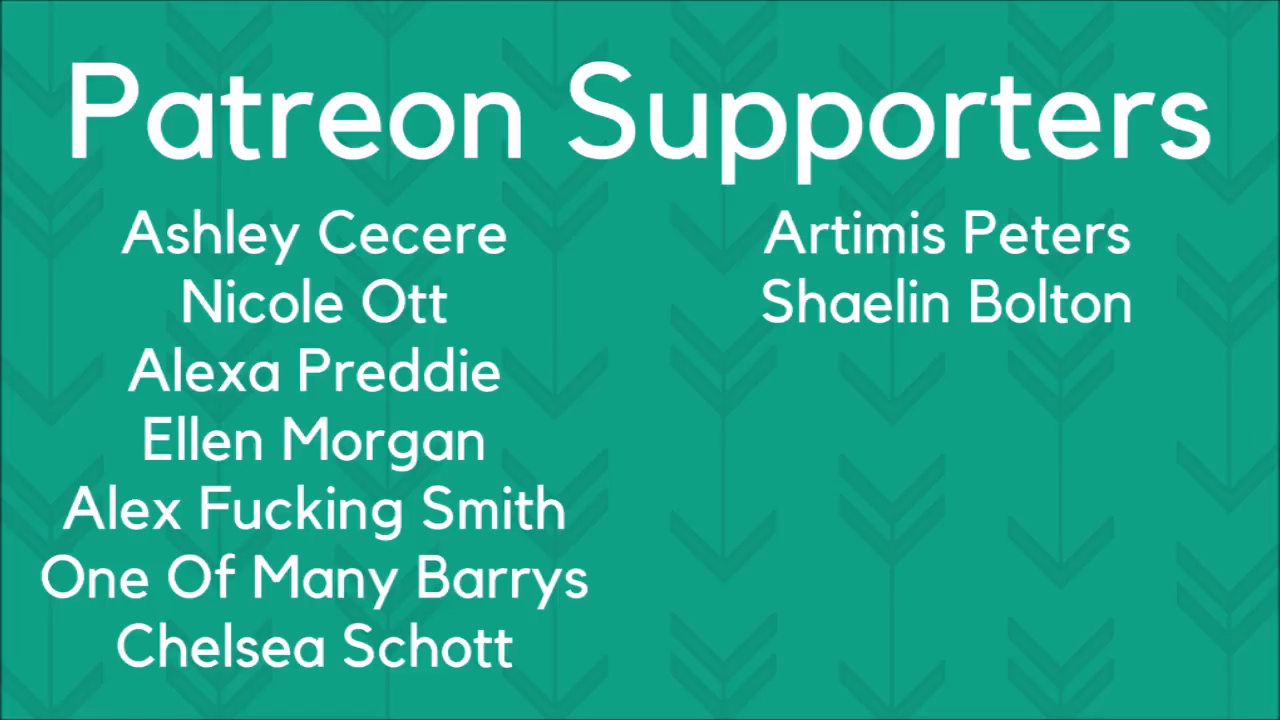 Patreon Supporters
Ashley Cecere
Nicole Ott
Alexa Preddie
Ellen Morgan
Alex Fucking Smith
One Of Many Barrys
Chelsea Schott
Artimis Peters
Shaelin Bolton